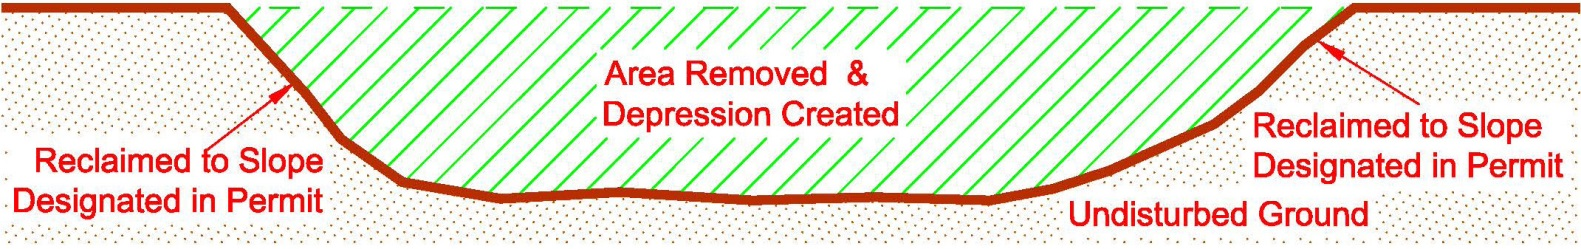 Area Removed &
Depression Created
Reclaimed to Slope
Designated in Permit
Reclaimed to Slope
Designated in Permit
Undisturbed Ground